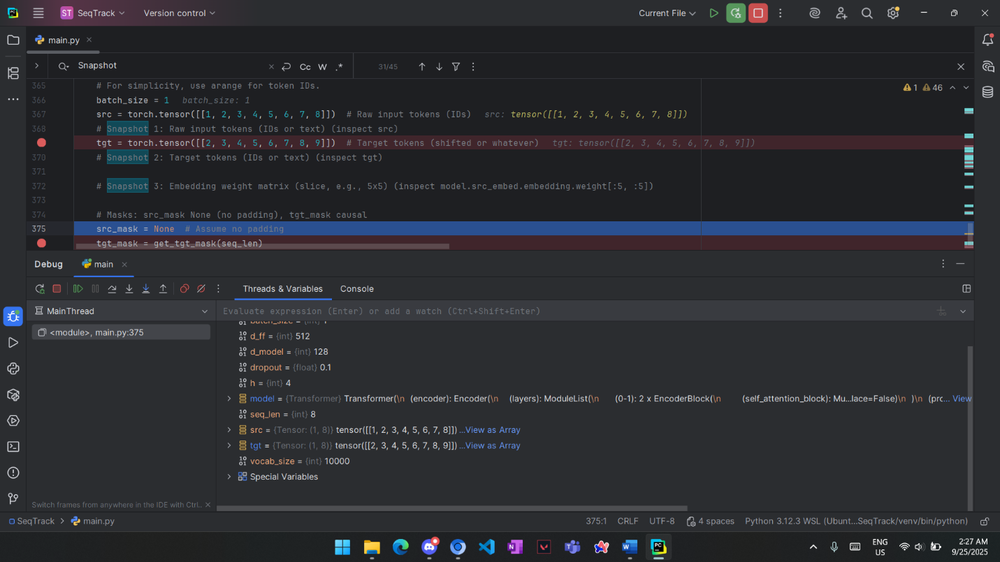 ST SeqTrack Version control Current File
main.py
Snapshot Cc W .* 31/45
365 # For simplicity, use arange for token IDs. 1 46
366 batch_size = 1 batch_size: 1
367 src = torch.tensor([[1, 2, 3, 4, 5, 6, 7, 8]]) # Raw input tokens (IDs) src: tensor([[1, 2, 3, 4, 5, 6, 7, 8]])
368 # Snapshot 1: Raw input tokens (IDs or text) (inspect src)
tgt = torch.tensor([[2, 3, 4, 5, 6, 7, 8, 9]]) # Target tokens (shifted or whatever) tgt: tensor([[2, 3, 4, 5, 6, 7, 8, 9]])
370 # Snapshot 2: Target tokens (IDs or text) (inspect tgt)
371
372 # Snapshot 3: Embedding weight matrix (slice, e.g., 5x5) (inspect model.src_embed.embedding.weight[:5, :5])
373
374 # Masks: src_mask None (no padding), tgt_mask causal
375 src_mask = None # Assume no padding
tgt_mask = get_tgt_mask(seq_len)
Debug main
Threads & Variables Console
MainThread Evaluate expression (Enter) or add a watch (Ctrl+Shift+Enter)
<module>, main.py:375
batch_size = {int} 1
d_ff = {int} 512
d_model = {int} 128
dropout = {float} 0.1
h = {int} 4
model = {Transformer} Transformer(\n (encoder): Encoder(\n (layers): ModuleList(\n (0-1): 2 x EncoderBlock(\n (self_attention_block): Mu...lace=False)\n )\n (prc... View
seq_len = {int} 8
src = {Tensor: (1, 8)} tensor([[1, 2, 3, 4, 5, 6, 7, 8]]) ...View as Array
tgt = {Tensor: (1, 8)} tensor([[2, 3, 4, 5, 6, 7, 8, 9]]) ...View as Array
vocab_size = {int} 10000
Special Variables
Switch frames from anywhere in the IDE with Ctrl..
SeqTrack main.py 375:1 CRLF UTF-8 4 spaces Python 3.12.3 WSL (Ubunt...SeqTrack/venv/bin/python)
ENG 2:27 AM
US 9/25/2025